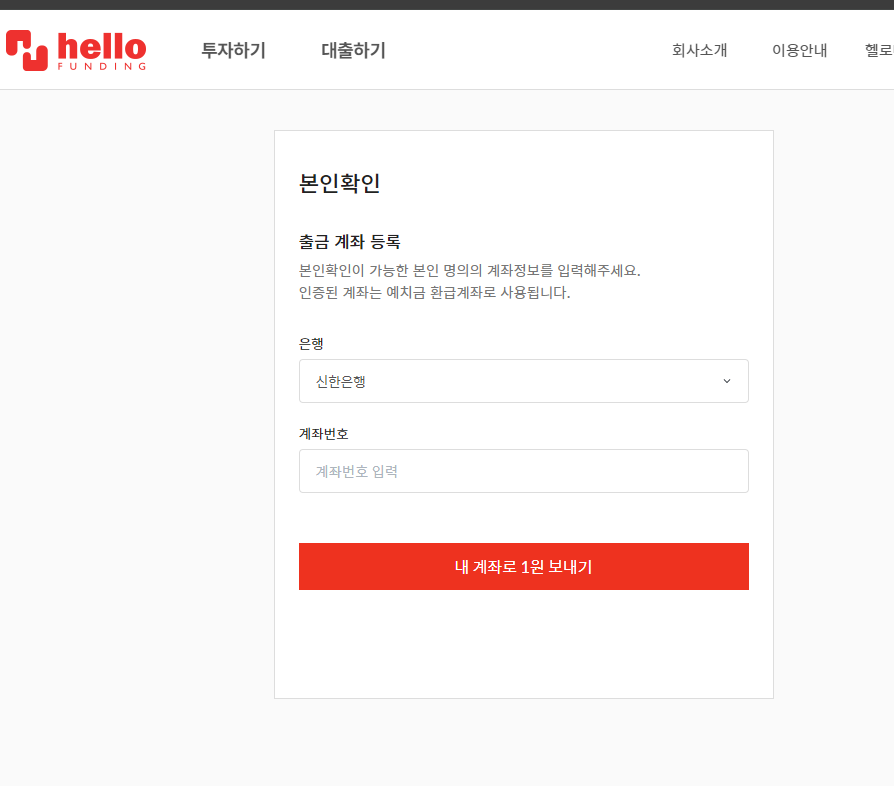 hello
FUNDING
투자하기
대출하기
회사소개
이용안내
헬로
본인확인
출금 계좌 등록
본인확인이 가능한 본인 명의의 계좌정보를 입력해주세요.
인증된 계좌는 예치금 환급계좌로 사용됩니다.
은행
신한은행
계좌번호
계좌번호 입력
내 계좌로 1원 보내기